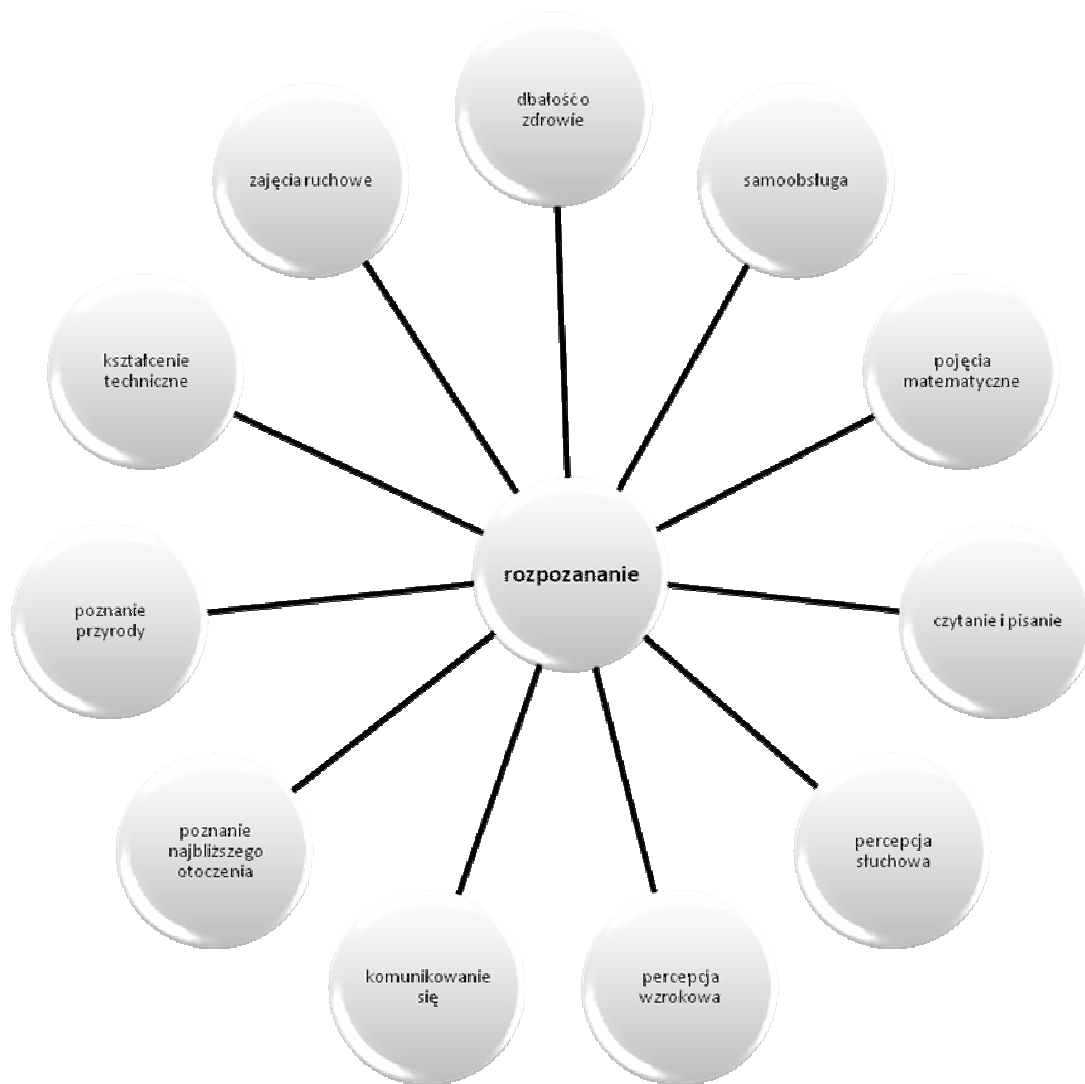 dbałość o
zdrowie
samoobsługa
pojęcia
matematyczne
czytanie i pisanie
percepcja
słuchowa
percepcja
wzrokowa
komunikowanie
się
poznanie
najbliższego
otoczenia
poznanie
przyrody
kształcenie
techniczne
zajęcia ruchowe
rozpozananie